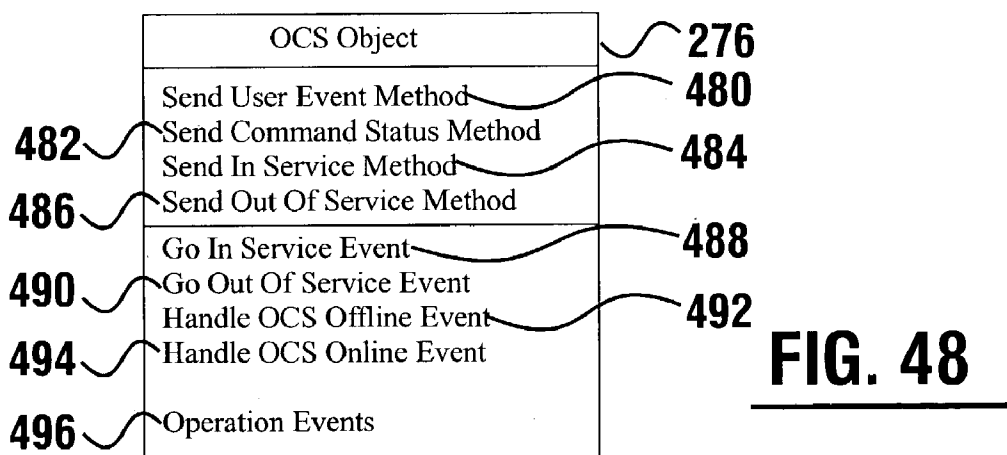 OCS Object 276
Send User Event Method 480
482 Send Command Status Method
Send In Service Method 484
486 Send Out Of Service Method
Go In Service Event 488
490 Go Out Of Service Event
Handle OCS Offline Event 492
494 Handle OCS Online Event
FIG. 48
496 Operation Events